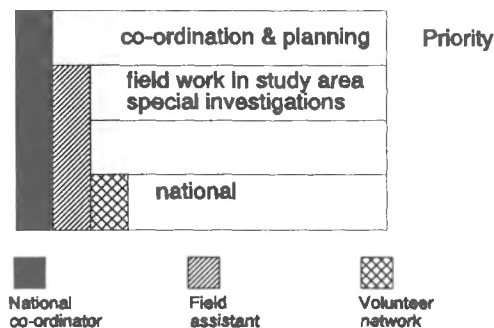 co-ordination & planning
Priority
field work in study area
special investigations
national
National
co-ordinator
Field
assistant
Volunteer
network